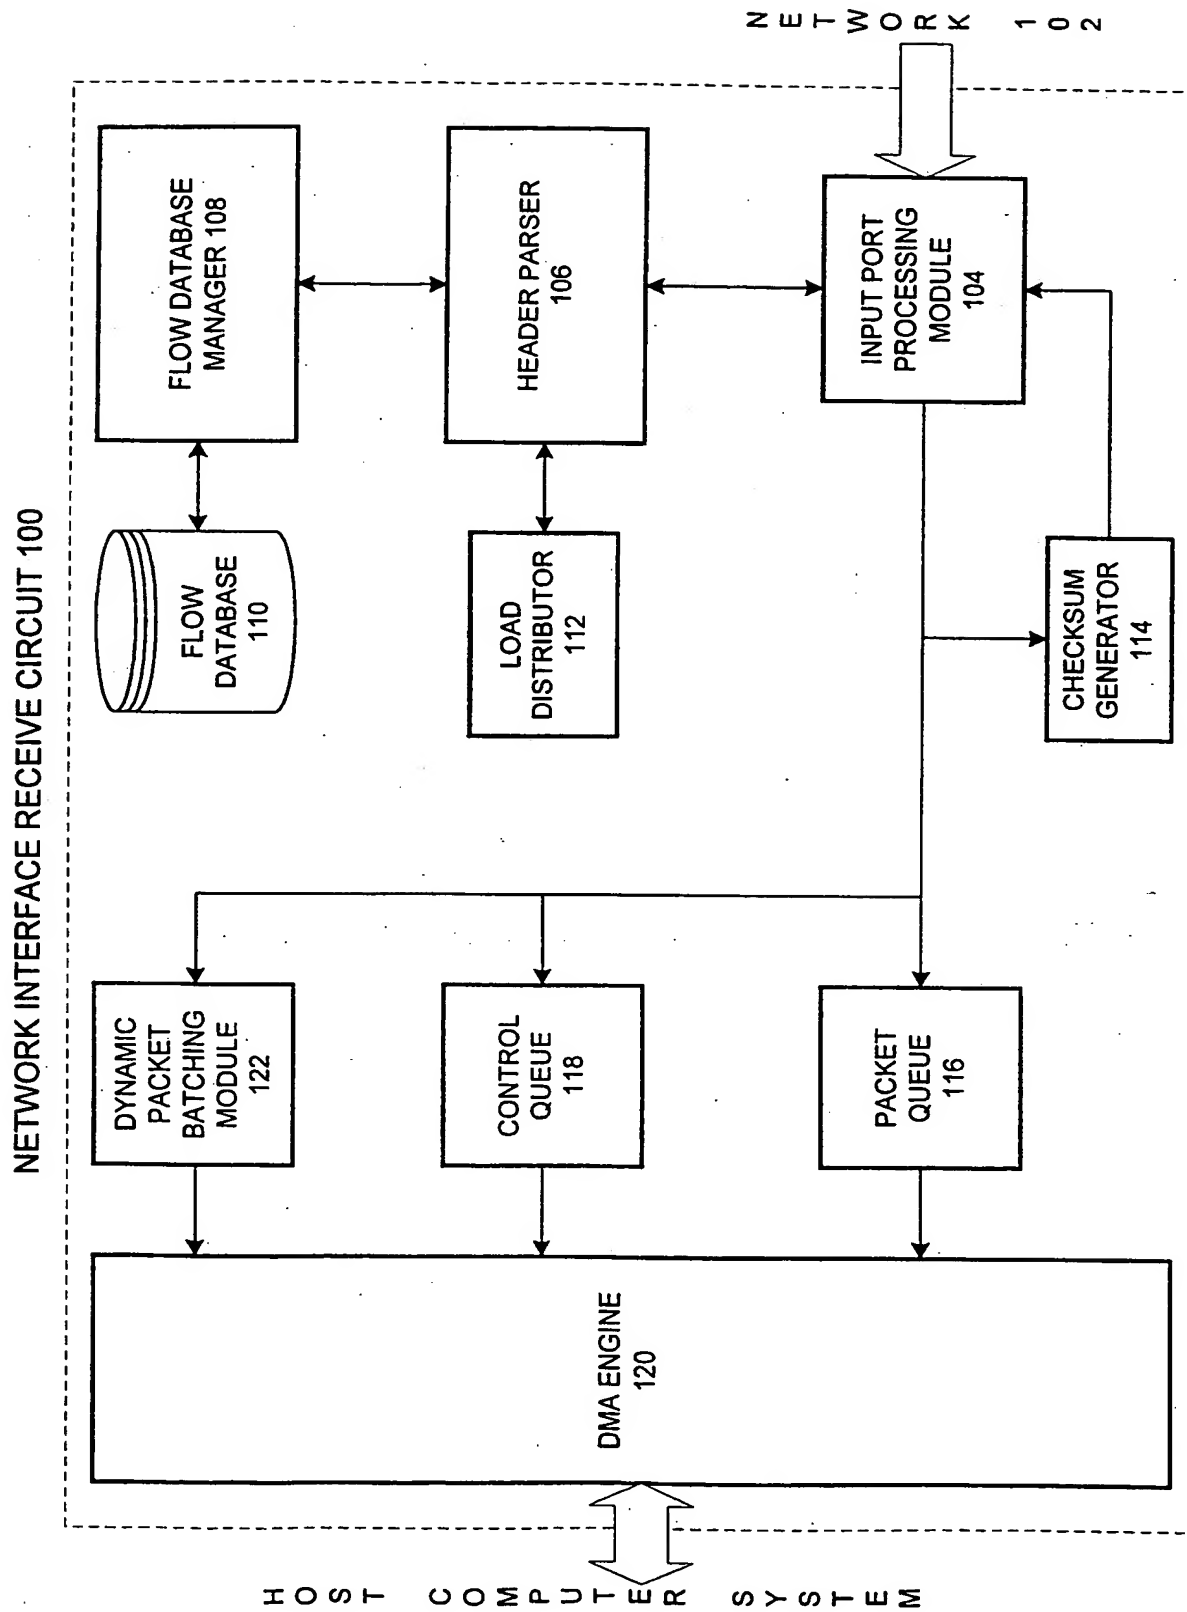 NETWORK INTERFACE RECEIVE CIRCUIT 100
HOST COMPUTER SYSTEM
DMA ENGINE
120
DYNAMIC
PACKET
BATCHING
MODULE
122
CONTROL
QUEUE
118
PACKET
QUEUE
116
FLOW
DATABASE
110
LOAD
DISTRIBUTOR
112
CHECKSUM
GENERATOR
114
FLOW DATABASE
MANAGER 108
HEADER PARSER
106
INPUT PORT
PROCESSING
MODULE
104
NETWORK 102